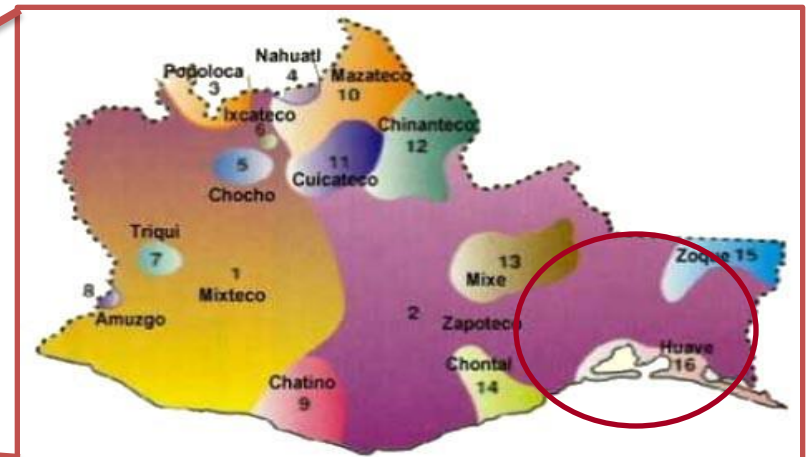 Nahuatl
4
Popoloca
3
Mazateco
10
Ixcateco
6
Chinanteco
12
5
Chocho
11
Cuicateco
Triqui
7
1
Mixteco
8
Amuzgo
13
Mixe
Zoque 15
2
Zapoteco
Huave
16
Chontal
14
Chatino
9